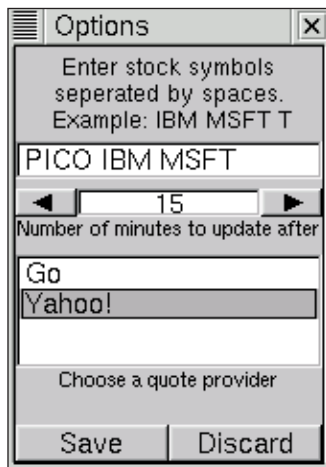 Options
Enter stock symbols
seperated by spaces.
Example: IBM MSFT T
PICO IBM MSFT
15
Number of minutes to update after
Go
Yahoo!
Choose a quote provider
Save Discard